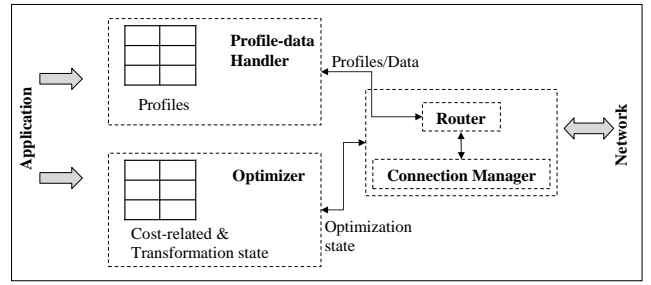 Application
Profile-data
Handler
Profiles
Profiles/Data
Router
Connection Manager
Network
Optimizer
Cost-related &
Transformation state
Optimization
state